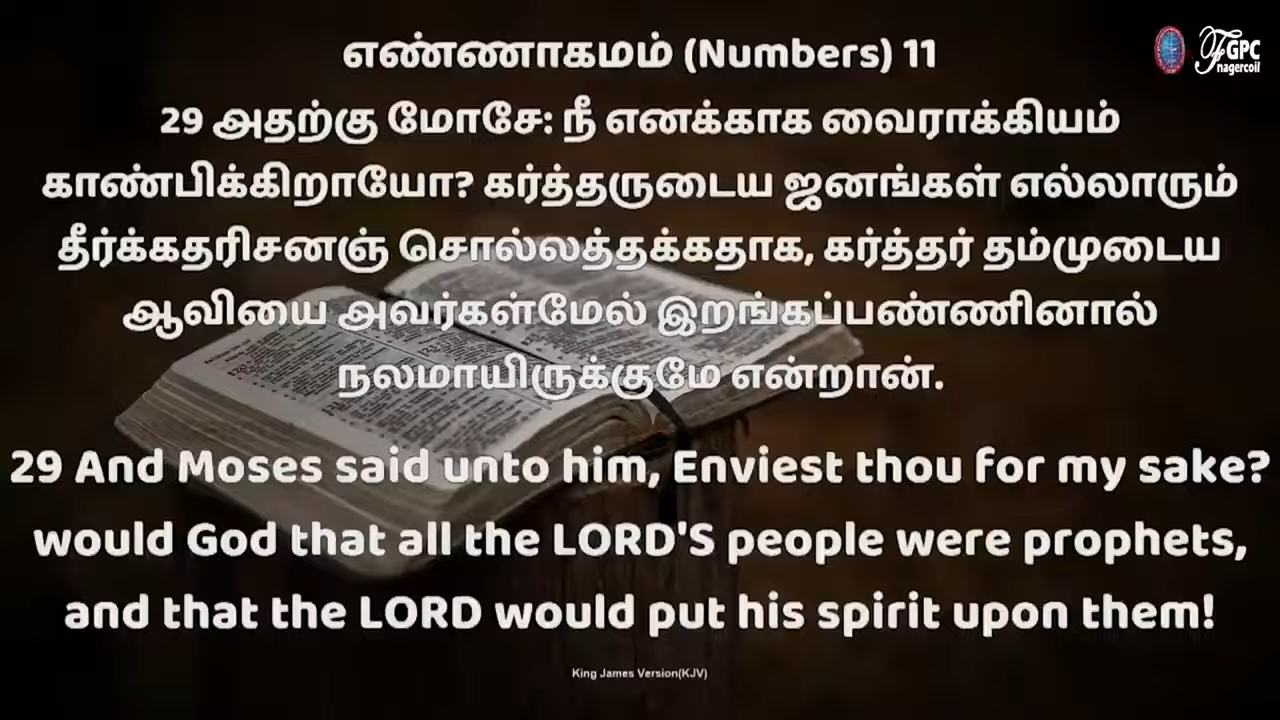 எண்ணாகமம் (Numbers) 11
29 அதற்கு மோசே: நீ எனக்காக வைராக்கியம்
காண்பிக்கிறாயோ? கர்த்தருடைய ஜனங்கள் எல்லாரும்
தீர்க்கதரிசனஞ் சொல்லத்தக்கதாக, கர்த்தர் தம்முடைய
ஆவியை அவர்கள்மேல் இறங்கப்பண்ணினால்
நலமாயிருக்குமே என்றான்.
29 And Moses said unto him, Enviest thou for my sake?
would God that all the LORD'S people were prophets,
and that the LORD would put his spirit upon them!
King James Version(KJV)
FGPC
nagercoil